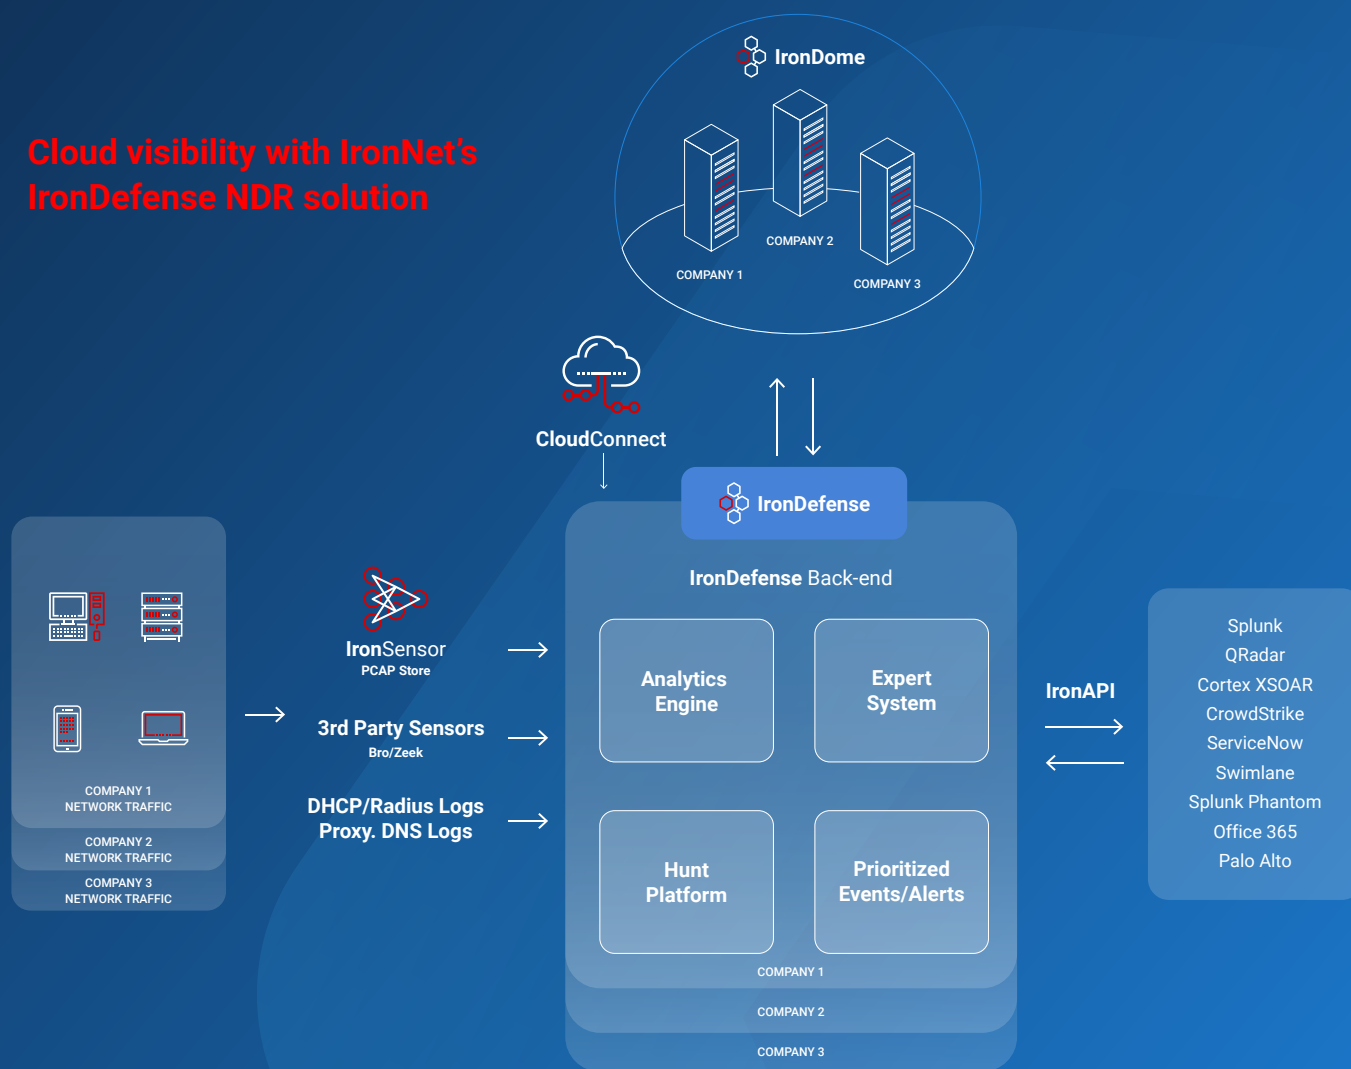 IronDome
Cloud visibility with IronNet's
IronDefense NDR solution
COMPANY 1
COMPANY 2
COMPANY 3
CloudConnect
IronDefense
IronDefense Back-end
Analytics
Engine
Expert
System
Hunt
Platform
Prioritized
Events/Alerts
COMPANY 1
COMPANY 2
COMPANY 3
COMPANY 1
NETWORK TRAFFIC
COMPANY 2
NETWORK TRAFFIC
COMPANY 3
NETWORK TRAFFIC
IronSensor
PCAP Store
3rd Party Sensors
Bro/Zeek
DHCP/Radius Logs
Proxy. DNS Logs
IronAPI
Splunk
QRadar
Cortex XSOAR
CrowdStrike
ServiceNow
Swimlane
Splunk Phantom
Office 365
Palo Alto